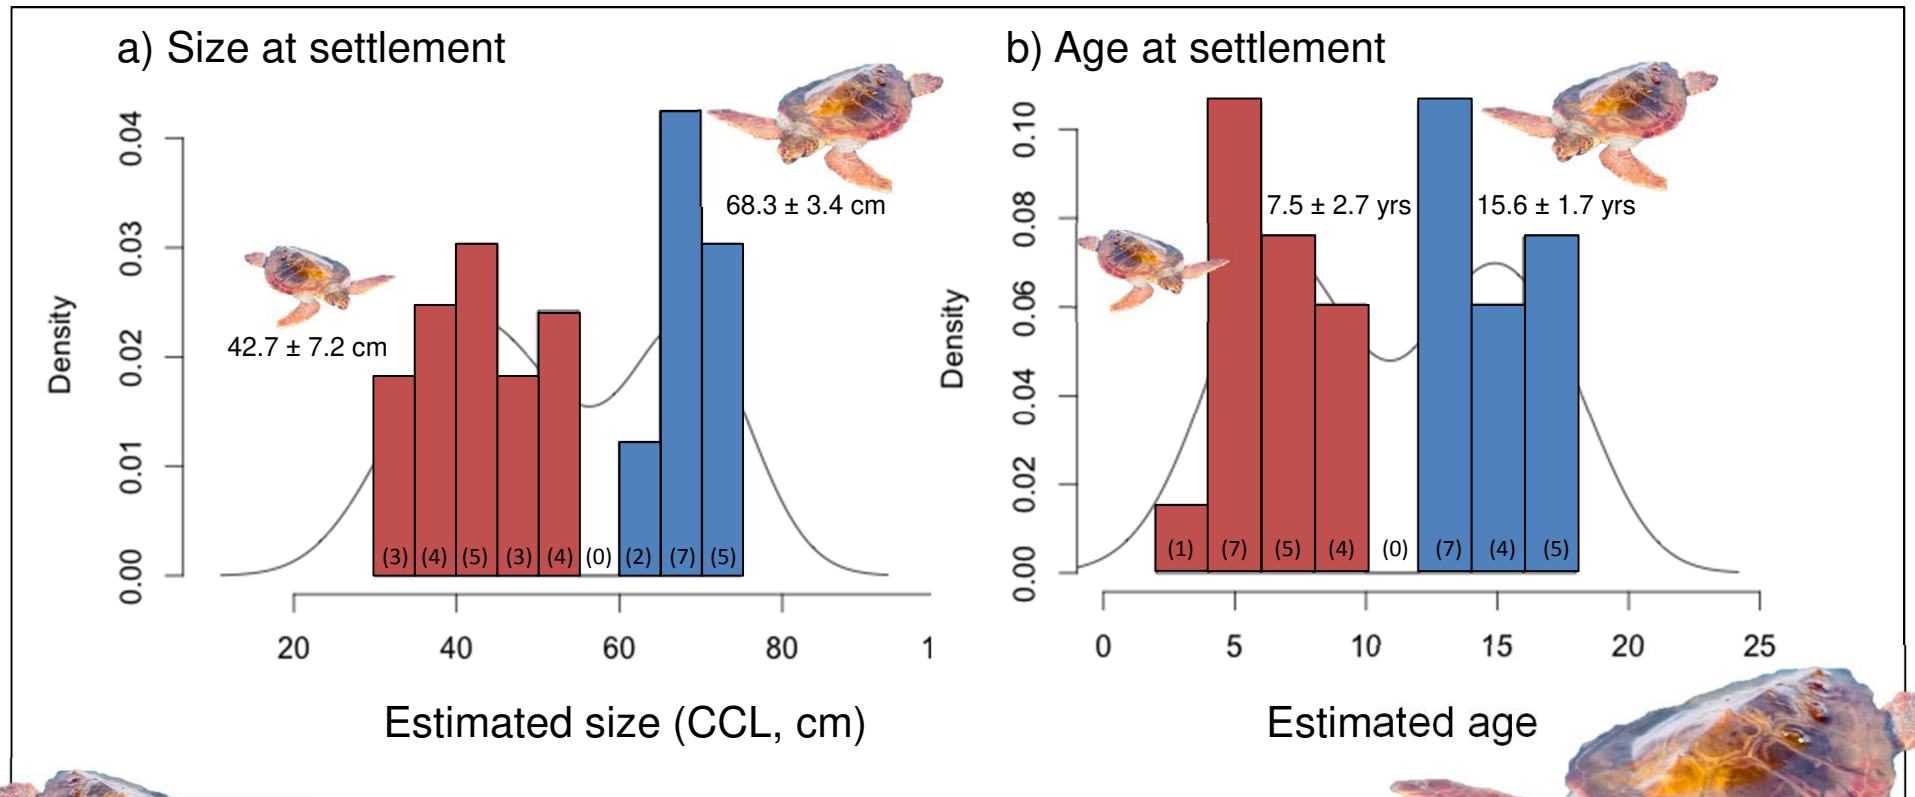 a) Size at settlement
0.04
0.03
0.02
0.01
0.00
Density
68.3 ± 3.4 cm
42.7 ± 7.2 cm
(3) (4) (5) (3) (4) (0) (2) (7) (5)
20 40 60 80 1
Estimated size (CCL, cm)
b) Age at settlement
0.10
0.08
0.06
0.04
0.02
0.00
Density
7.5 ± 2.7 yrs
15.6 ± 1.7 yrs
(1) (7) (5) (4) (0) (7) (4) (5)
0 5 10 15 20 25
Estimated age